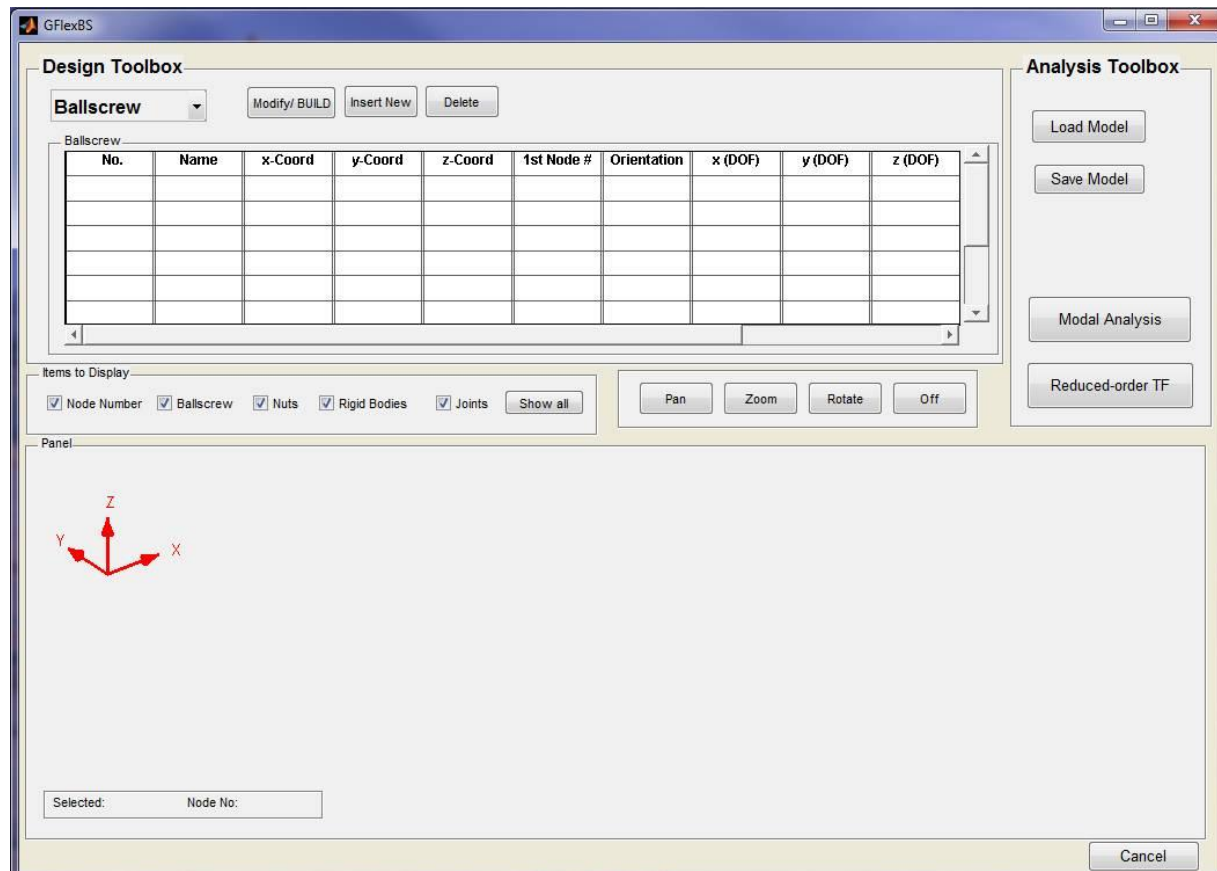 GFlexBS
Design Toolbox
Analysis Toolbox
Ballscrew
Modify/ BUILD
Insert New
Delete
Load Model
Save Model
Modal Analysis
Reduced-order TF
Ballscrew
No. Name x-Coord y-Coord z-Coord 1st Node # Orientation x (DOF) y (DOF) z (DOF)
Items to Display
Node Number Ballscrew Nuts Rigid Bodies Joints Show all
Pan Zoom Rotate Off
Panel
Z
Y
X
Selected: Node No:
Cancel